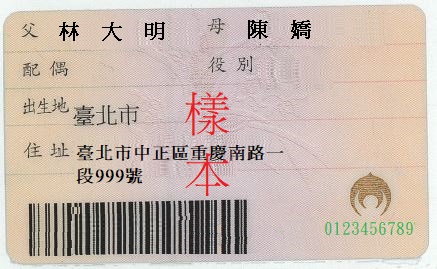 父 林大明 母 陳嬌
配偶 役別
出生地 臺北市
住址 臺北市中正區重慶南路一
段999號
樣本
0123456789